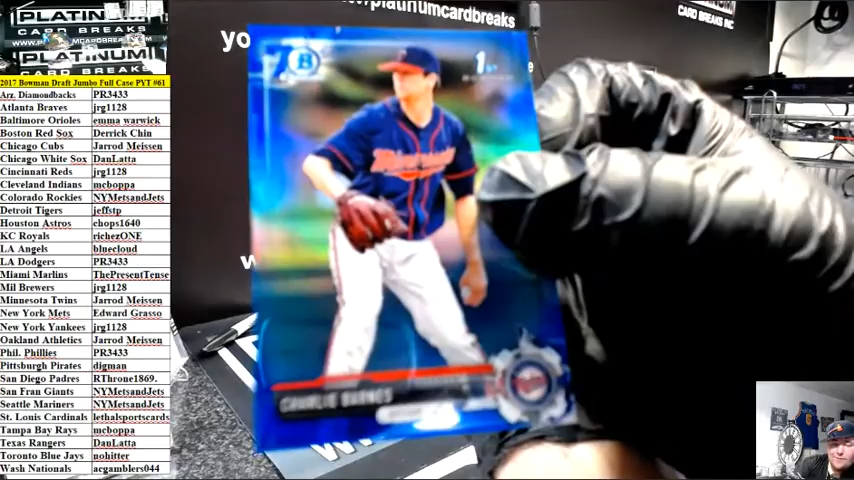 PLATINUM
CARD BREAKS
PLATINUM
CARD BREAKS
2017 Bowman Draft Jumbo Full Case PYT #61
Arz. Diamondbacks PR3433
Atlanta Braves jrg1128
Baltimore Orioles emma warwick
Boston Red Sox Derrick Chin
Chicago Cubs Jarrod Meissen
Chicago White Sox DanLatta
Cincinnati Reds jrg1128
Cleveland Indians mcboppa
Colorado Rockies NYMetsandJets
Detroit Tigers jeffstp
Houston Astros chops1640
KC Royals richezONE
LA Angels bluecloud
LA Dodgers PR3433
Miami Marlins ThePresentTense
Mil Brewers jrg1128
Minnesota Twins Jarrod Meissen
New York Mets Edward Grasso
New York Yankees jrg1128
Oakland Athletics Jarrod Meissen
Phil. Phillies PR3433
Pittsburgh Pirates digman
San Diego Padres RThrone1869.
San Fran Giants NYMetsandJets
Seattle Mariners NYMetsandJets
St. Louis Cardinals lethalsportscards
Tampa Bay Rays mcboppa
Texas Rangers DanLatta
Toronto Blue Jays nohitter
Wash Nationals acgamblers044
/platinumcardbreaks
yo
PLATINUM
CARD BREAKS INC
B
1st
Minnesota
CHARLIE BARNES